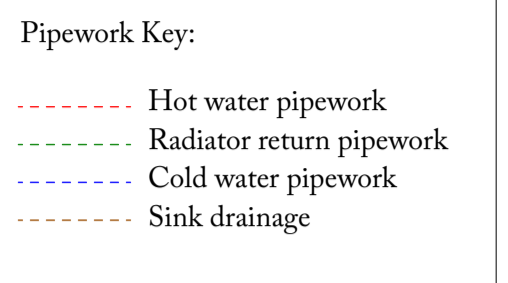 Pipework Key:
Hot water pipework
Radiator return pipework
Cold water pipework
Sink drainage